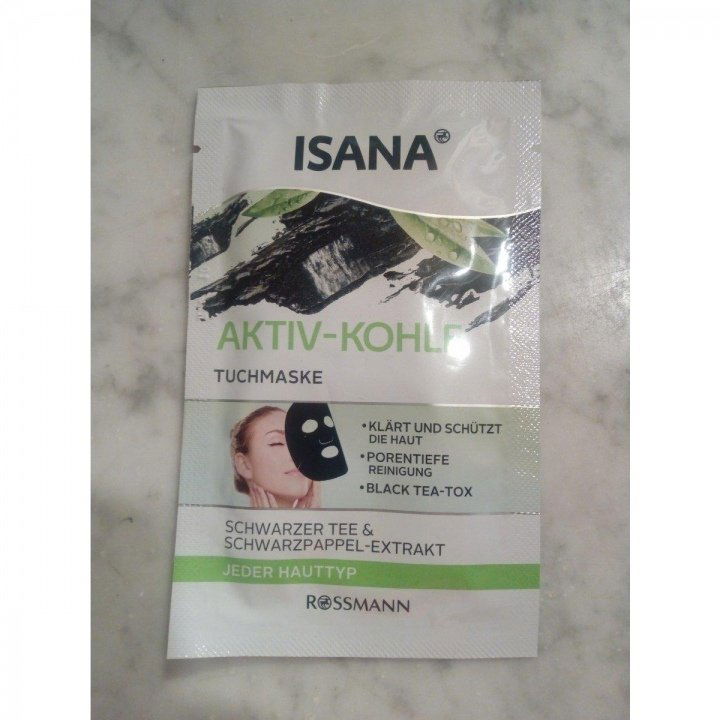 ISANA
AKTIV-KOHLE
TUCHMASKE
•KLÄRT UND SCHÜTZT
DIE HAUT
•PORENTIEFE
REINIGUNG
•BLACK TEA-TOX
SCHWARZER TEE &
SCHWARZPAPPEL-EXTRAKT
JEDER HAUTTYP
ROSSMANN